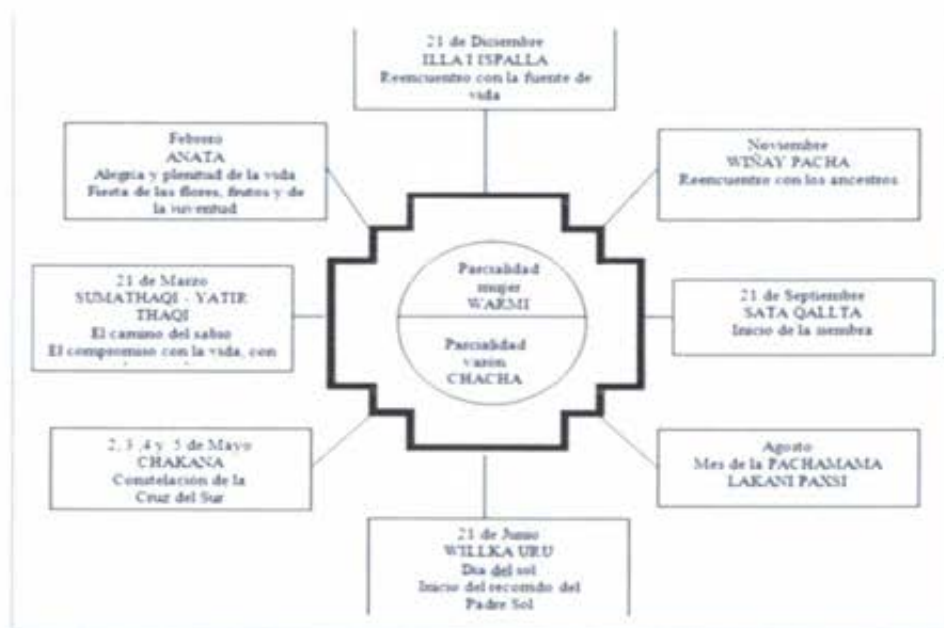 21 de Diciembre
ILLA I ISPALLA
Reencuentro con la fuente de
vida
Febrero
ANATA
Alegria y plenitud de la vida
Fiesta de las flores, frutos y de
la juventud
Noviembre
WIÑAY PACHA
Reencuentro con los ancestros
21 de Marzo
SUMATHAQI - YATIR
THAQI
El camino del sabio
El compromiso con la vida, con
Parcialidad
mujer
WARMI
Parcialidad
varón
CHACHA
21 de Septiembre
SATA QALLTA
Inicio de la siembra
2, 3 ,4 y 5 de Mayo
CHAKANA
Constelación de la
Cruz del Sur
Agosto
Mes de la PACHAMAMA
LAKANI PAXSI
21 de Junio
WILLKA URU
Dia del sol
Inicio del recorrido del
Padre Sol